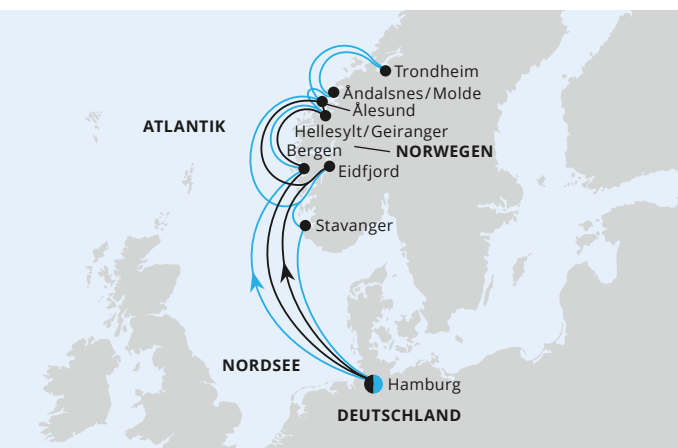 Trondheim
Åndalsnes/Molde
Ålesund
ATLANTIK
Hellesylt/Geiranger
Bergen
NORWEGEN
Eidfjord
Stavanger
NORDSEE
Hamburg
DEUTSCHLAND